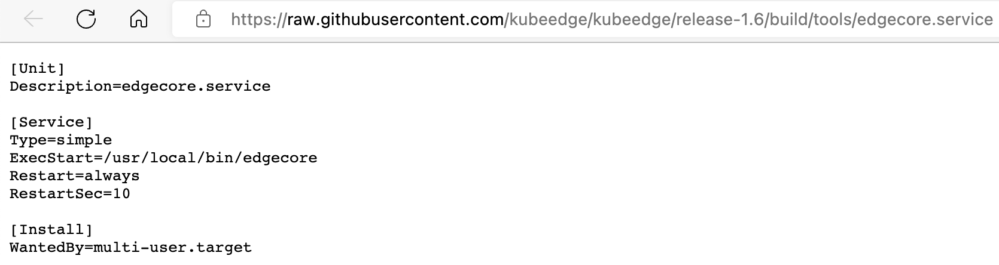 https://raw.githubusercontent.com/kubeedge/kubeedge/release-1.6/build/tools/edgecore.service
[Unit]
Description=edgecore.service
[Service]
Type=simple
ExecStart=/usr/local/bin/edgecore
Restart=always
RestartSec=10
[Install]
WantedBy=multi-user.target